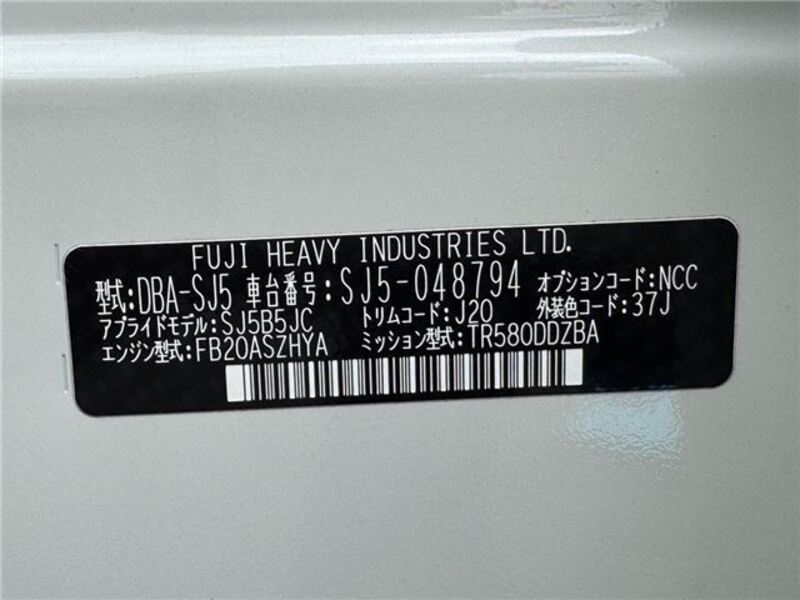 FUJI HEAVY INDUSTRIES LTD.
型式:DBA-SJ5 車台番号:SJ5-048794 オプションコード:NCC
アプライドモデル:SJ5B5JC トリムコード:J20 外装色コード:37J
エンジン型式:FB20ASZHYA ミッション型式:TR580DDZBA